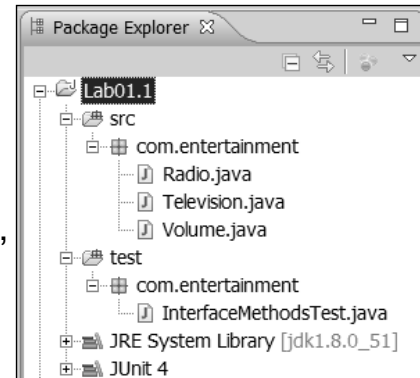 Package Explorer
Lab01.1
src
com.entertainment
Radio.java
Television.java
Volume.java
,
test
com.entertainment
InterfaceMethodsTest.java
JRE System Library [jdk1.8.0_51]
JUnit 4